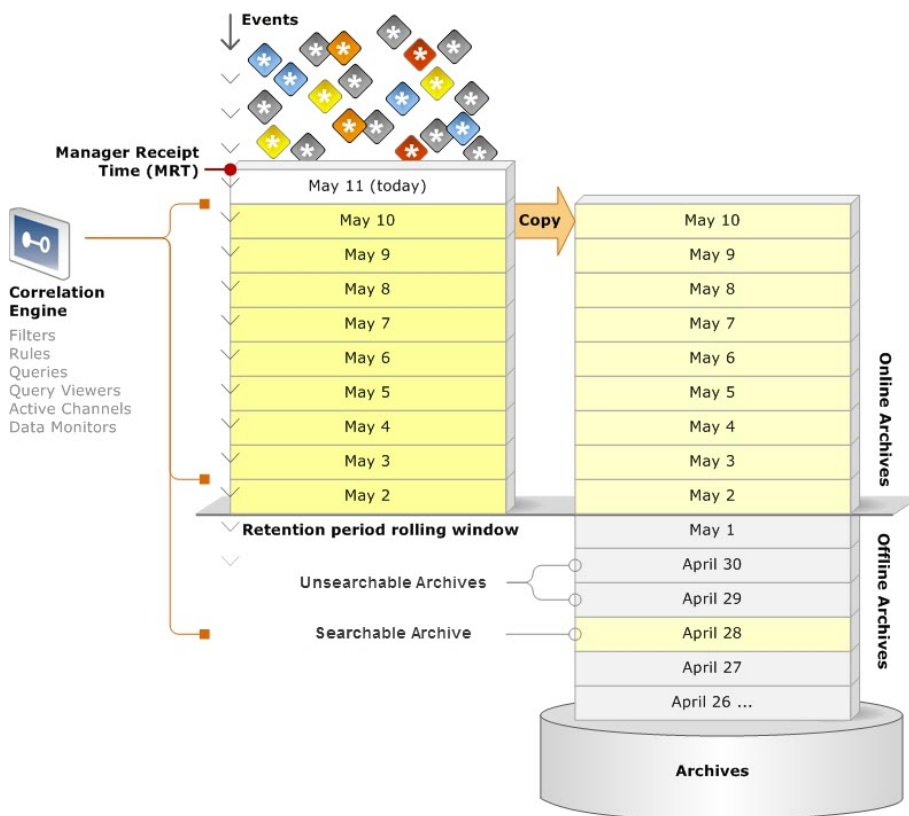 Events
Manager Receipt
Time (MRT)
May 11 (today)
May 10
May 9
May 8
May 7
May 6
May 5
May 4
May 3
May 2
Copy
Correlation
Engine
Filters
Rules
Queries
Query Viewers
Active Channels
Data Monitors
Retention period rolling window
Unsearchable Archives
Searchable Archive
May 10
May 9
May 8
May 7
May 6
May 5
May 4
May 3
May 2
May 1
April 30
April 29
April 28
April 27
April 26 ...
Online Archives
Offline Archives
Archives